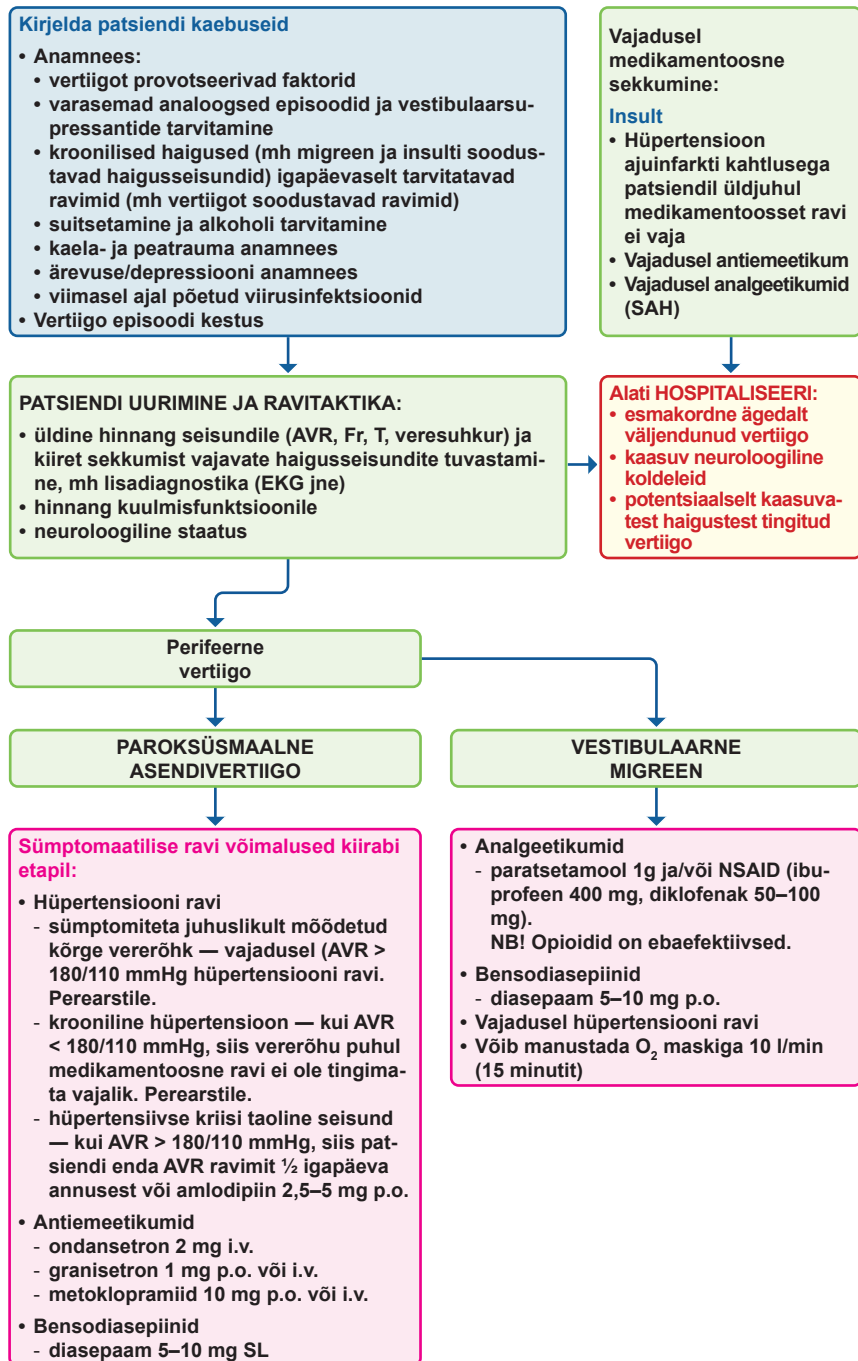 Kirjelda patsiendi kaebuseid
• Anamnees:
• vertiigot provotseerivad faktorid
• varasemad analoogsed episoodid ja vestibulaarsu-
pressantide tarvitamine
• kroonilised haigused (mh migreen ja insulti soodus-
tavad haigusseisundid) igapäevaselt tarvitatavad
ravimid (mh vertiigot soodustavad ravimid)
• suitsetamine ja alkoholi tarvitamine
• kaela- ja peatrauma anamnees
• ärevuse/depressiooni anamnees
• viimasel ajal põetud viirusinfektsioonid
• Vertiigo episoodi kestus
Vajadusel
medikamentoosne
sekkumine:
Insult
• Hüpertensioon
ajuinfarkti kahtlusega
patsiendil üldjuhul
medikamentoosset ravi
ei vaja
• Vajadusel antiemeetikum
• Vajadusel analgeetikumid
(SAH)
PATSIENDI UURIMINE JA RAVITAKTIKA:
• üldine hinnang seisundile (AVR, Fr, T, veresuhkur) ja
kiiret sekkumist vajavate haigusseisundite tuvastami-
ne, mh lisadiagnostika (EKG jne)
• hinnang kuulmisfunktsioonile
• neuroloogiline staatus
Alati HOSPITALISEERI:
• esmakordne ägedalt
väljendunud vertiigo
• kaasuv neuroloogiline
koldeleid
• potentsiaalselt kaasuva-
test haigustest tingitud
vertiigo
Perifeerne
vertiigo
PAROKSÜSMAALNE
ASENDIVERTIIGO
VESTIBULAARNE
MIGREEN
Sümptomaatilise ravi võimalused kiirabi
etapil:
• Hüpertensiooni ravi
- sümptomiteta juhuslikult mõõdetud
kõrge vererõhk — vajadusel (AVR >
180/110 mmHg hüpertensiooni ravi.
Perearstile.
- krooniline hüpertensioon — kui AVR
< 180/110 mmHg, siis vererõhu puhul
medikamentoosne ravi ei ole tingima-
ta vajalik. Perearstile.
- hüpertensiivse kriisi taoline seisund
— kui AVR > 180/110 mmHg, siis pat-
siendi enda AVR ravimit ½ igapäeva
annusest või amlodipiin 2,5–5 mg p.o.
• Antiemeetikumid
- ondansetron 2 mg i.v.
- granisetron 1 mg p.o. või i.v.
- metoklopramiid 10 mg p.o. või i.v.
• Bensodiasepiinid
- diasepaam 5–10 mg SL
• Analgeetikumid
- paratsetamool 1g ja/või NSAID (ibu-
profeen 400 mg, diklofenak 50–100
mg).
NB! Opioidid on ebaefektiivsed.
• Bensodiasepiinid
- diasepaam 5–10 mg p.o.
• Vajadusel hüpertensiooni ravi
• Võib manustada O₂ maskiga 10 l/min
(15 minutit)